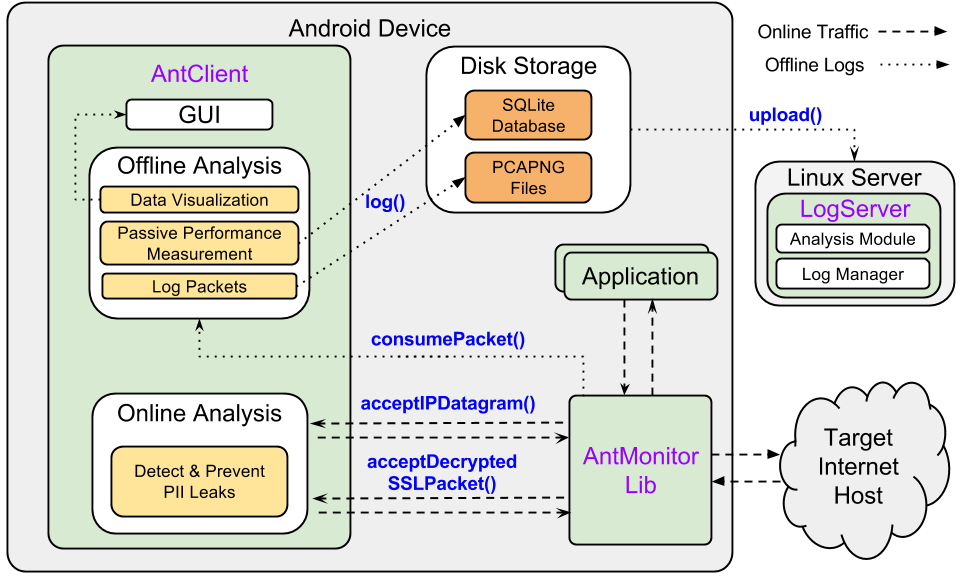 Android Device
Online Traffic
Offline Logs
AntClient
GUI
Offline Analysis
Data Visualization
Passive Performance
Measurement
Log Packets
Disk Storage
SQLite
Database
PCAPNG
Files
log()
upload()
Linux Server
LogServer
Analysis Module
Log Manager
Application
consumePacket()
Online Analysis
Detect & Prevent
PII Leaks
acceptIPDatagram()
acceptDecrypted
SSLPacket()
AntMonitor
Lib
Target
Internet
Host